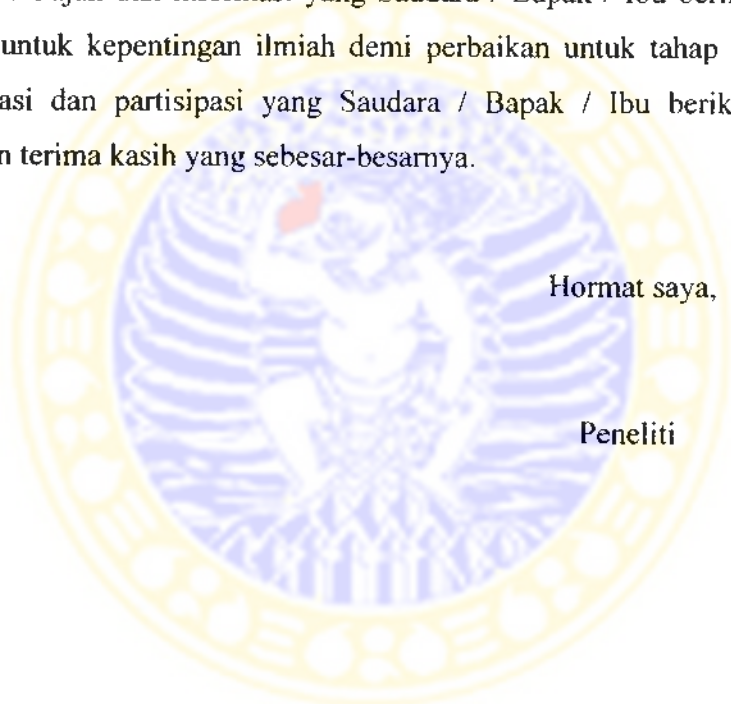 untuk kepentingan ilmiah demi perbaikan untuk tahap
asi dan partisipasi yang Saudara / Bapak / Ibu berik
n terima kasih yang sebesar-besarnya.
Hormat saya,
Peneliti